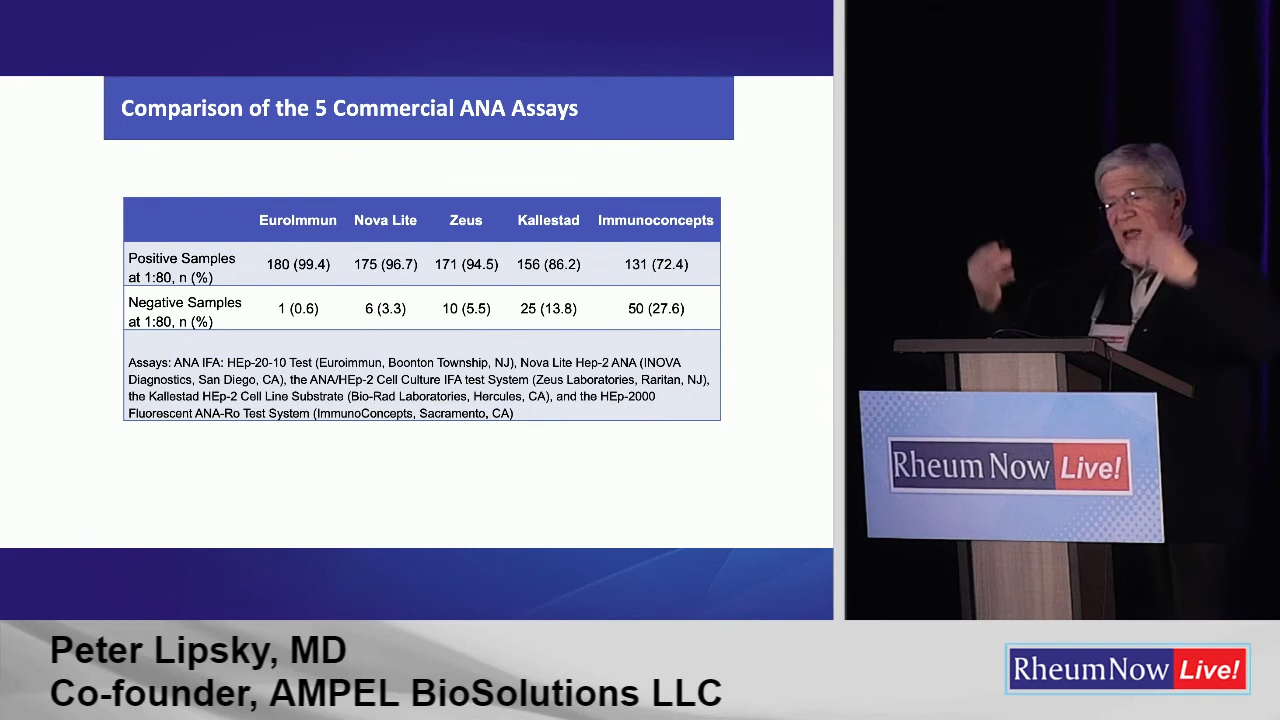 Comparison of the 5 Commercial ANA Assays
EuroImmun Nova Lite Zeus Kallestad Immunoconcepts
Positive Samples
at 1:80, n (%)
180 (99.4) 175 (96.7) 171 (94.5) 156 (86.2) 131 (72.4)
Negative Samples
at 1:80, n (%)
1 (0.6) 6 (3.3) 10 (5.5) 25 (13.8) 50 (27.6)
Assays: ANA IFA: HEp-20-10 Test (Euroimmun, Boonton Township, NJ), Nova Lite Hep-2 ANA (INOVA
Diagnostics, San Diego, CA), the ANA/HEp-2 Cell Culture IFA test System (Zeus Laboratories, Raritan, NJ),
the Kallestad HEp-2 Cell Line Substrate (Bio-Rad Laboratories, Hercules, CA), and the HEp-2000
Fluorescent ANA-Ro Test System (ImmunoConcepts, Sacramento, CA)
Rheum Now Live!
Peter Lipsky, MD
Co-founder, AMPEL BioSolutions LLC
RheumNow Live!